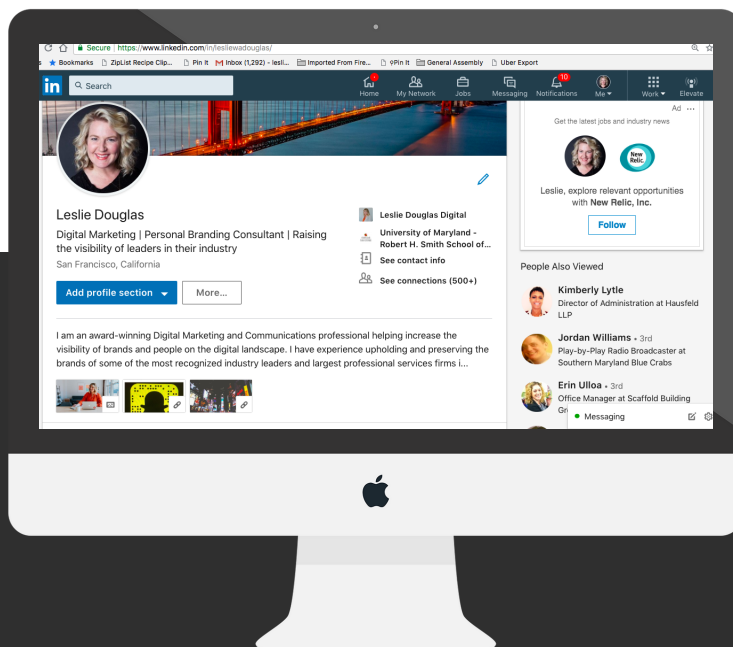 Secure | https://www.linkedin.com/in/lesliewadouglas/
s Bookmarks ZipList Recipe Clip... Pin It Inbox (1,292) - lesli... Imported From Fire... 9Pin It General Assembly Uber Export
in Search Home My Network Jobs Messaging 10 Notifications Me Work Elevate
Ad ...
Get the latest jobs and industry news
New
Relic.
Leslie, explore relevant opportunities
with New Relic, Inc.
Follow
Leslie Douglas
Digital Marketing | Personal Branding Consultant | Raising
the visibility of leaders in their industry
San Francisco, California
Add profile section More...
Leslie Douglas Digital
University of Maryland -
Robert H. Smith School of...
See contact info
See connections (500+)
I am an award-winning Digital Marketing and Communications professional helping increase the
visibility of brands and people on the digital landscape. I have experience upholding and preserving the
brands of some of the most recognized industry leaders and largest professional services firms i...
People Also Viewed
Kimberly Lytle
Director of Administration at Hausfeld
LLP
Jordan Williams • 3rd
Play-by-Play Radio Broadcaster at
Southern Maryland Blue Crabs
Erin Ulloa • 3rd
Office Manager at Scaffold Building
Messaging